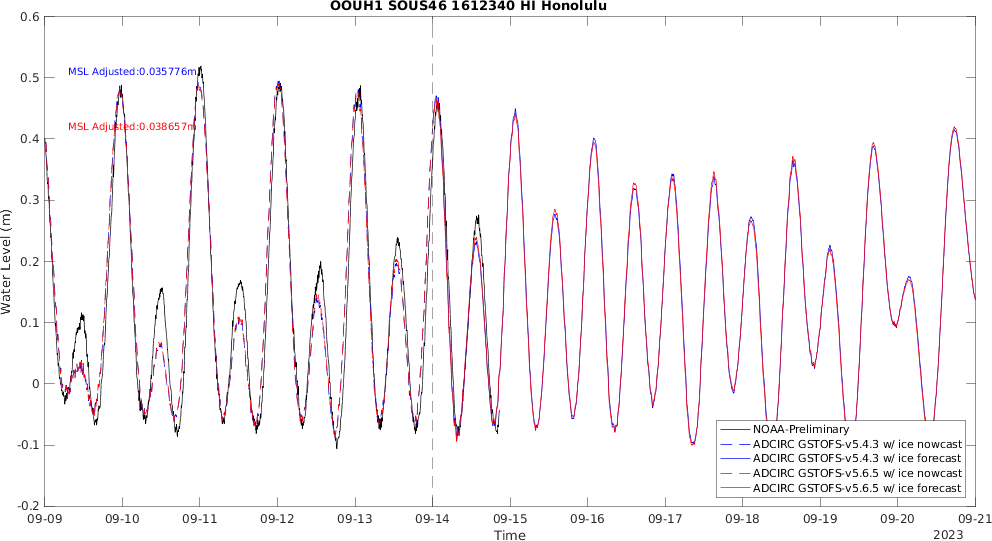 OOUH1 SOUS46 1612340 HI Honolulu
0.6
0.5
0.4
0.3
0.2
0.1
0
-0.1
-0.2
Water Level (m)
MSL Adjusted:0.035776m
MSL Adjusted:0.038657m
NOAA-Preliminary
ADCIRC GSTOFS-v5.4.3 w/ ice nowcast
ADCIRC GSTOFS-v5.4.3 w/ ice forecast
ADCIRC GSTOFS-v5.6.5 w/ ice nowcast
ADCIRC GSTOFS-v5.6.5 w/ ice forecast
09-09 09-10 09-11 09-12 09-13 09-14 09-15 09-16 09-17 09-18 09-19 09-20 09-21
Time
2023